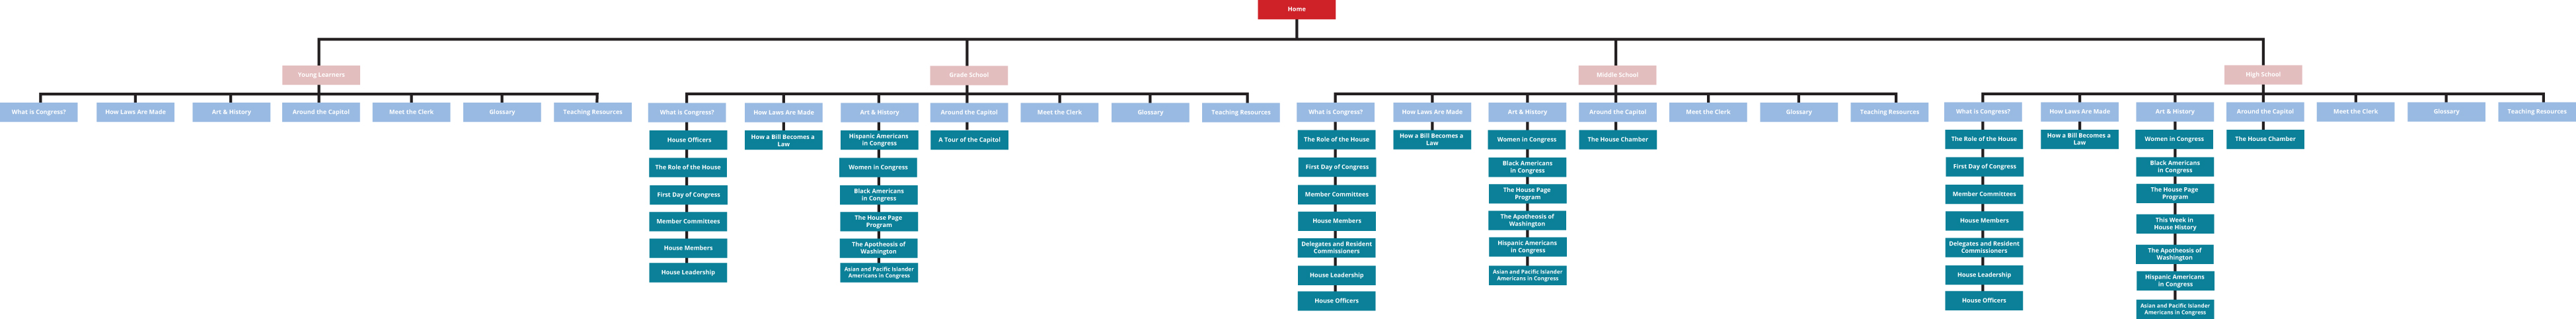 Home
Young Learners
Grade School
Middle School
High School
What is Congress?
How Laws Are Made
Art & History
Around the Capitol
Meet the Clerk
Glossary
Teaching Resources
What is Congress?
How Laws Are Made
Art & History
Around the Capitol
Meet the Clerk
Glossary
Teaching Resources
What is Congress?
How Laws Are Made
Art & History
Around the Capitol
Meet the Clerk
Glossary
Teaching Resources
What is Congress?
How Laws Are Made
Art & History
Around the Capitol
Meet the Clerk
Glossary
Teaching Resources
House Officers
The Role of the House
First Day of Congress
Member Committees
House Members
House Leadership
How a Bill Becomes a
Law
Hispanic Americans
in Congress
Women in Congress
Black Americans
in Congress
The House Page
Program
The Apotheosis of
Washington
Asian and Pacific Islander
Americans in Congress
A Tour of the Capitol
The Role of the House
First Day of Congress
Member Committees
House Members
Delegates and Resident
Commissioners
House Leadership
House Officers
How a Bill Becomes a
Law
Women in Congress
Black Americans
in Congress
The House Page
Program
The Apotheosis of
Washington
Hispanic Americans
in Congress
Asian and Pacific Islander
Americans in Congress
The House Chamber
The Role of the House
First Day of Congress
Member Committees
House Members
Delegates and Resident
Commissioners
House Leadership
House Officers
How a Bill Becomes a
Law
Women in Congress
Black Americans
in Congress
The House Page
Program
This Week in
House History
The Apotheosis of
Washington
Hispanic Americans
in Congress
Asian and Pacific Islander
Americans in Congress
The House Chamber